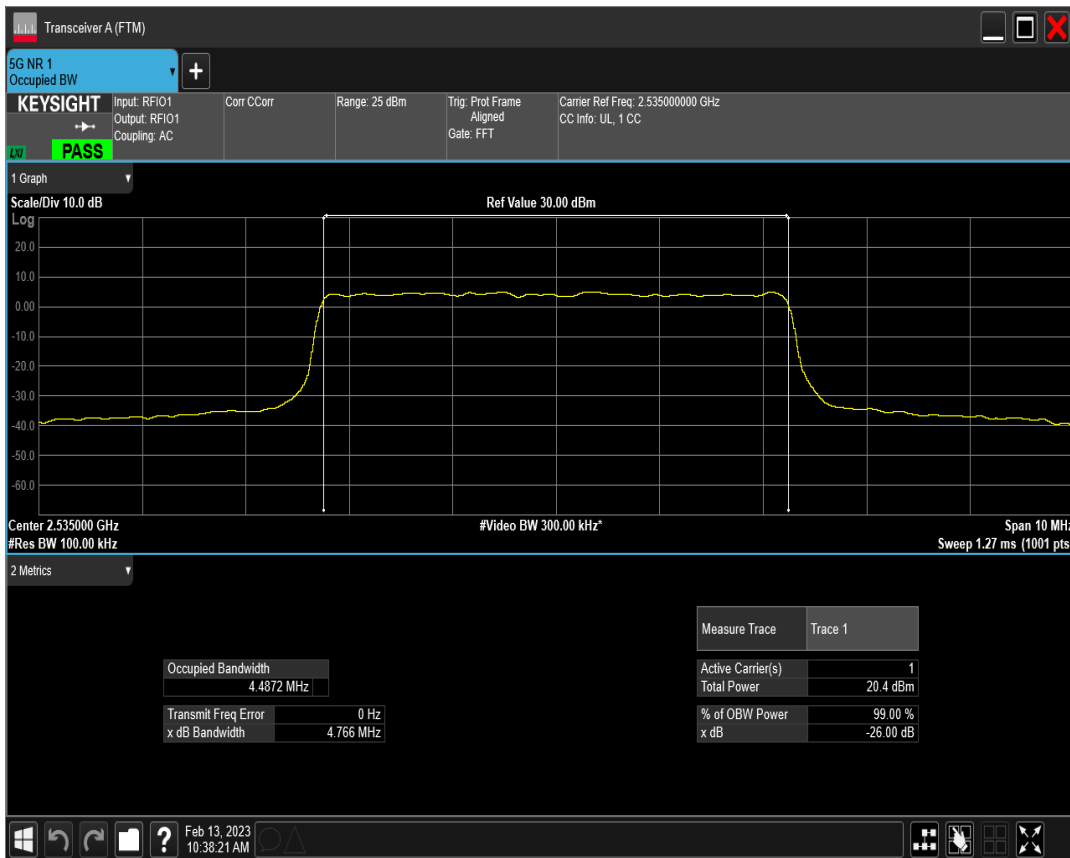 Transceiver A (FTM)
5G NR 1
Occupied BW
+
KEYSIGHT
LXI
PASS
Input: RFIO1
Output: RFIO1
Coupling: AC
Corr CCorr
Range: 25 dBm
Trig: Prot Frame
Aligned
Gate: FFT
Carrier Ref Freq: 2.535000000 GHz
CC Info: UL, 1 CC
1 Graph
Scale/Div 10.0 dB
Ref Value 30.00 dBm
Log
20.0
10.0
0.00
-10.0
-20.0
-30.0
-40.0
-50.0
-60.0
Center 2.535000 GHz
#Video BW 300.00 kHz*
Span 10 MHz
#Res BW 100.00 kHz
Sweep 1.27 ms (1001 pts
2 Metrics
Measure Trace Trace 1
Occupied Bandwidth
4.4872 MHz
Active Carrier(s) 1
Total Power 20.4 dBm
Transmit Freq Error 0 Hz
x dB Bandwidth 4.766 MHz
% of OBW Power 99.00 %
x dB -26.00 dB
?
Feb 13, 2023
10:38:21 AM